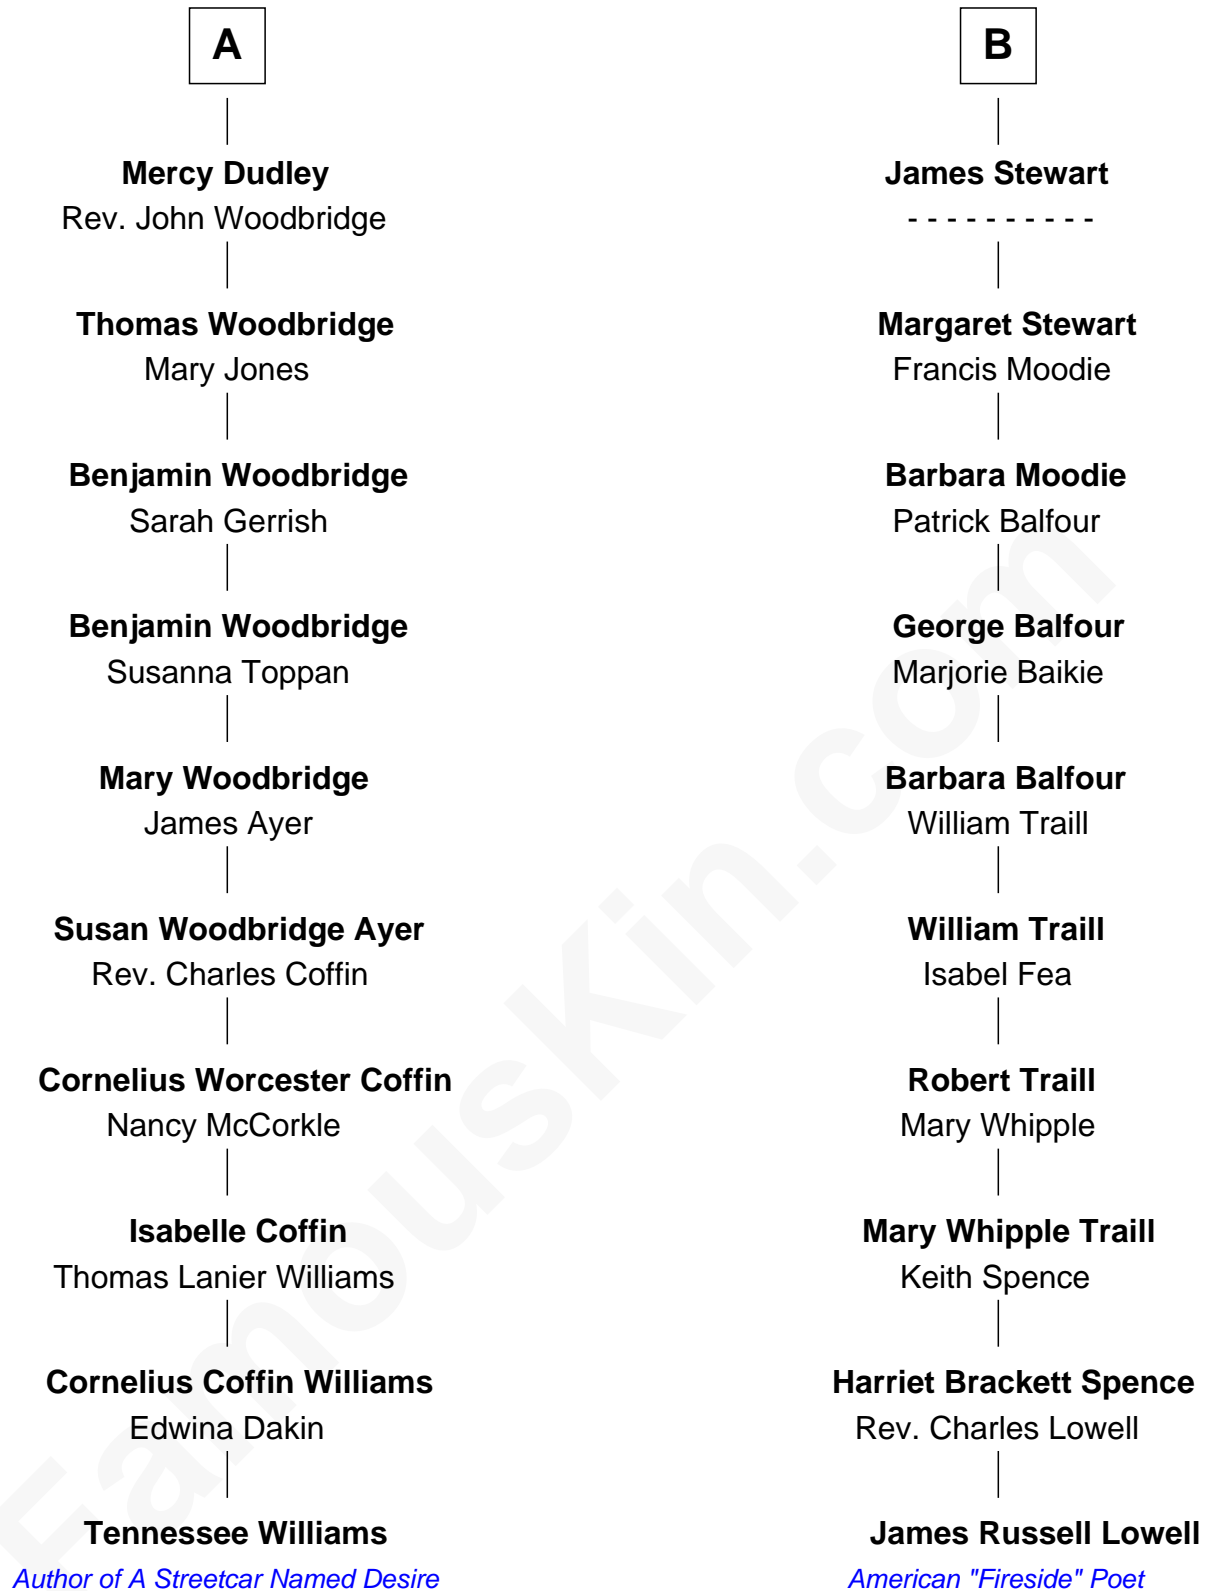 A
Mercy Dudley
Rev. John Woodbridge
Thomas Woodbridge
Mary Jones
Benjamin Woodbridge
Sarah Gerrish
Benjamin Woodbridge
Susanna Toppan
Mary Woodbridge
James Ayer
Susan Woodbridge Ayer
Rev. Charles Coffin
Cornelius Worcester Coffin
Nancy McCorkle
Isabelle Coffin
Thomas Lanier Williams
Cornelius Coffin Williams
Edwina Dakin
Tennessee Williams
Author of A Streetcar Named Desire
B
James Stewart
- - - - - - - - - -
Margaret Stewart
Francis Moodie
Barbara Moodie
Patrick Balfour
George Balfour
Marjorie Baikie
Barbara Balfour
William Traill
William Traill
Isabel Fea
Robert Traill
Mary Whipple
Mary Whipple Traill
Keith Spence
Harriet Brackett Spence
Rev. Charles Lowell
James Russell Lowell
American "Fireside" Poet
FamousKin.com